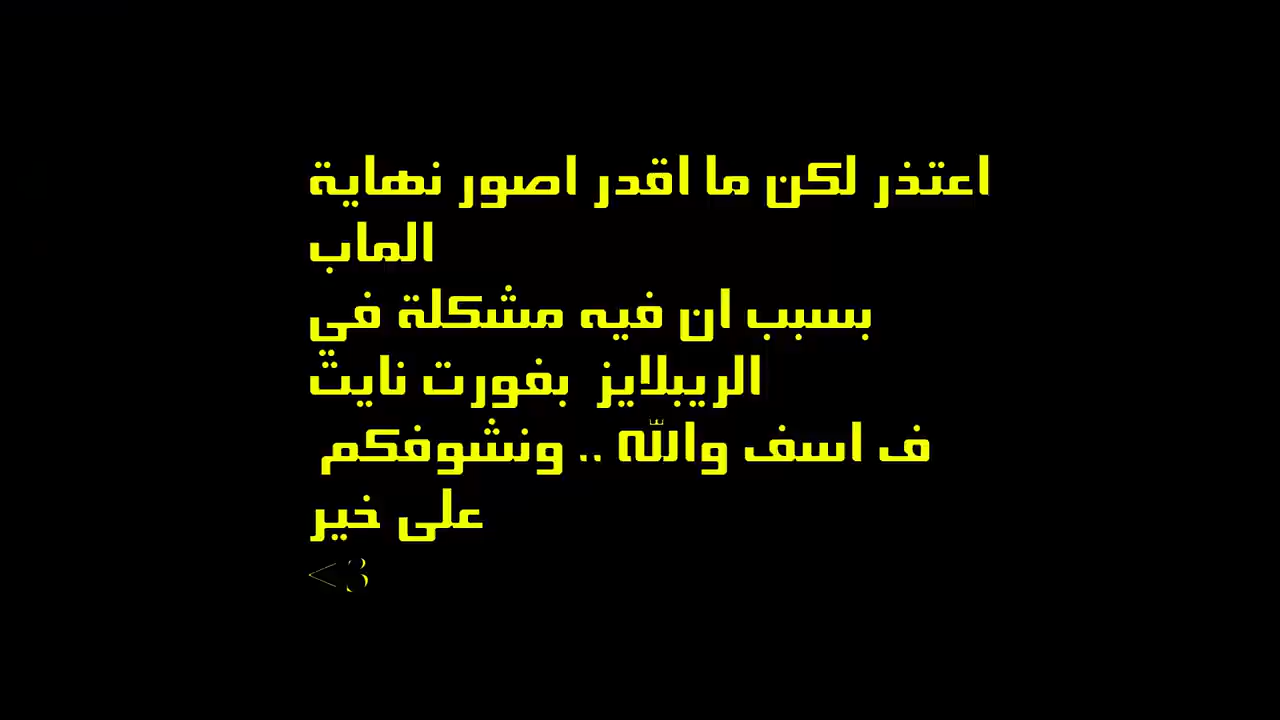 اعتذر لكن ما اقدر اصور نهاية
الماب
بسبب ان فيه مشكلة في
الريبلايز بفورت نايت
ف اسف والله .. ونشوفكم
على خير
<3